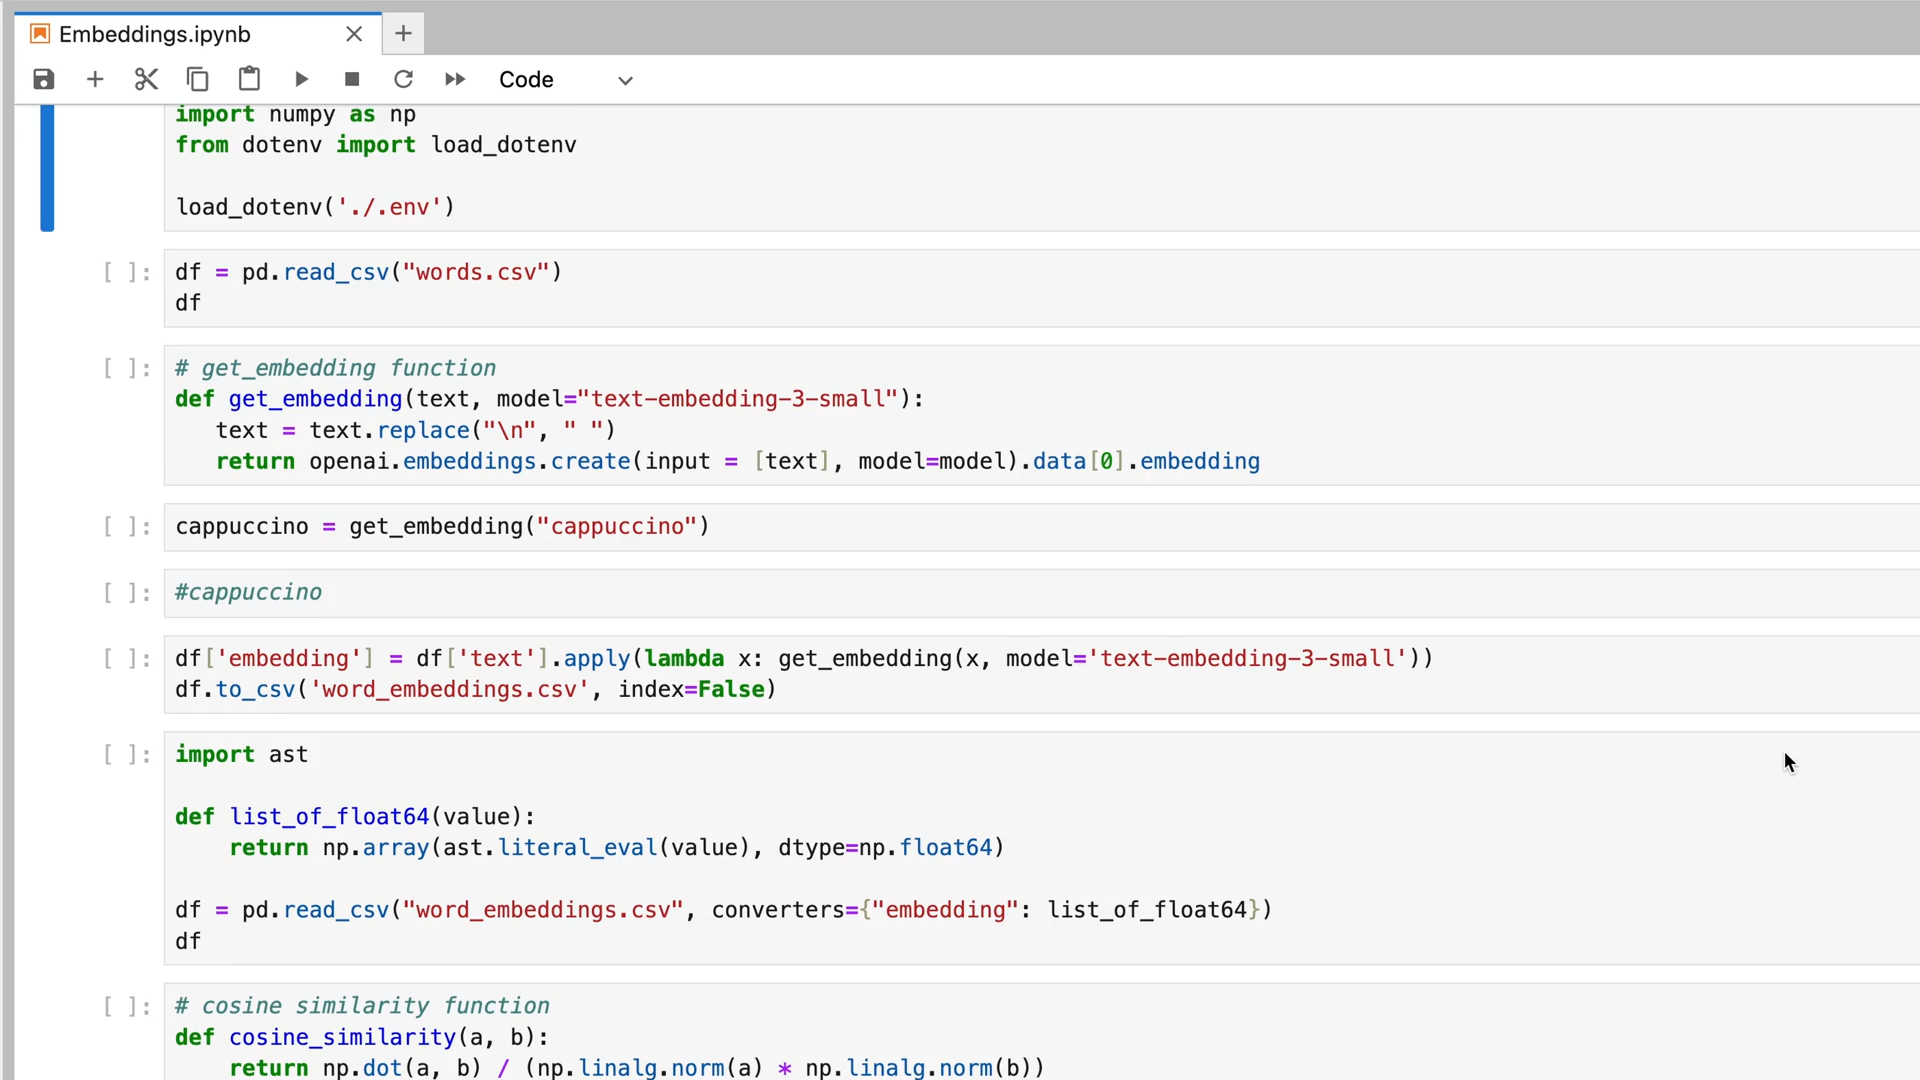 Embeddings.ipynb
Code
import numpy as np
from dotenv import load_dotenv
load_dotenv('./.env')
[ ]: df = pd.read_csv("words.csv")
df
[ ]: # get_embedding function
def get_embedding(text, model="text-embedding-3-small"):
   text = text.replace("\n", " ")
   return openai.embeddings.create(input = [text], model=model).data[0].embedding
[ ]: cappuccino = get_embedding("cappuccino")
[ ]: #cappuccino
[ ]: df['embedding'] = df['text'].apply(lambda x: get_embedding(x, model='text-embedding-3-small'))
df.to_csv('word_embeddings.csv', index=False)
[ ]: import ast
def list_of_float64(value):
    return np.array(ast.literal_eval(value), dtype=np.float64)
df = pd.read_csv("word_embeddings.csv", converters={"embedding": list_of_float64})
df
[ ]: # cosine similarity function
def cosine_similarity(a, b):
    return np.dot(a, b) / (np.linalg.norm(a) * np.linalg.norm(b))